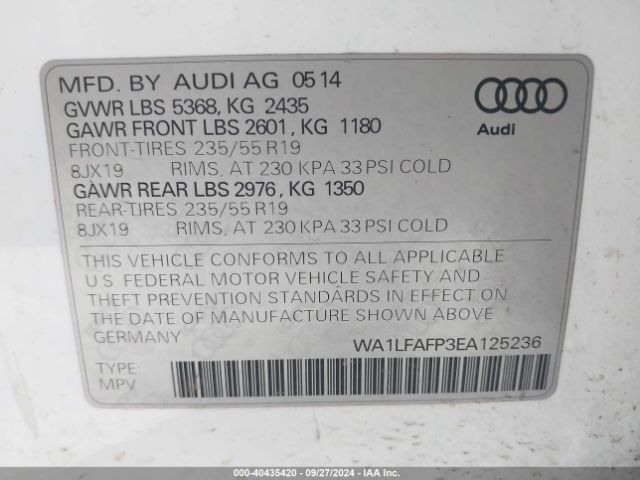 MFD. BY AUDI AG 0514
GVWR LBS 5368, KG 2435
GAWR FRONT LBS 2601, KG 1180
FRONT-TIRES 235/55 R19
8JX19 RIMS, AT 230 KPA 33 PSI COLD
GAWR REAR LBS 2976, KG 1350
REAR-TIRES 235/55 R19
8JX19 RIMS, AT 230 KPA 33 PSI COLD
Audi
THIS VEHICLE CONFORMS TO ALL APPLICABLE
U.S. FEDERAL MOTOR VEHICLE SAFETY AND
THEFT PREVENTION STANDARDS IN EFFECT ON
THE DATE OF MANUFACTURE SHOWN ABOVE
GERMANY
WA1LFAFP3EA125236
TYPE:
MPV
000-40435420 - 09/27/2024 - IAA